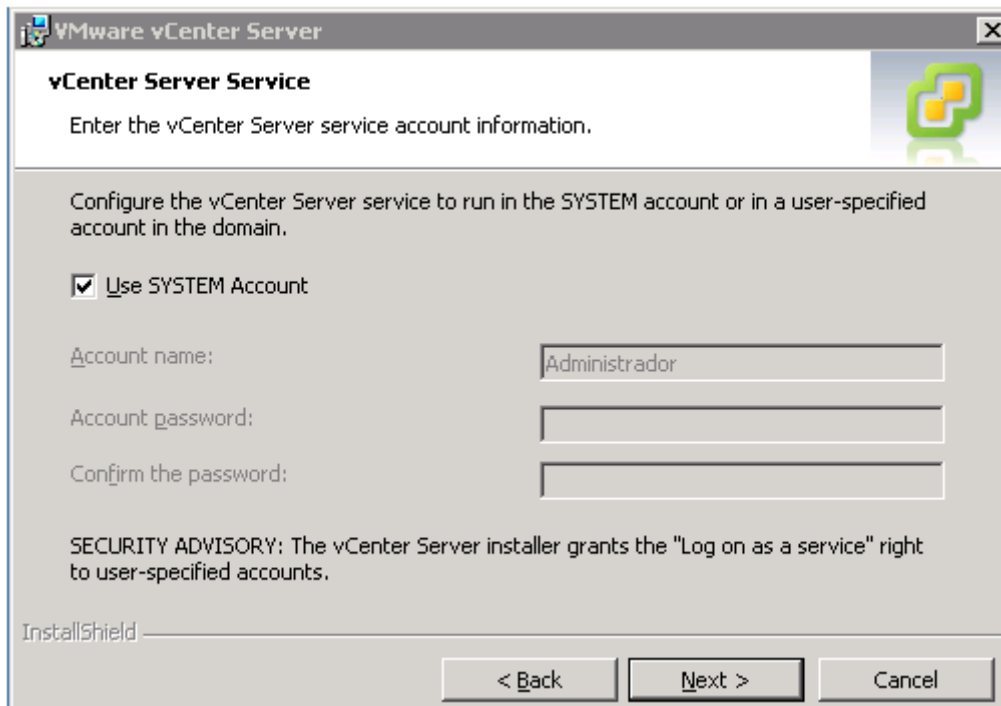 VMware vCenter Server
vCenter Server Service
Enter the vCenter Server service account information.
Configure the vCenter Server service to run in the SYSTEM account or in a user-specified
account in the domain.
Use SYSTEM Account
Account name:
Administrador
Account password:
Confirm the password:
SECURITY ADVISORY: The vCenter Server installer grants the "Log on as a service" right
to user-specified accounts.
InstallShield
< Back
Next >
Cancel